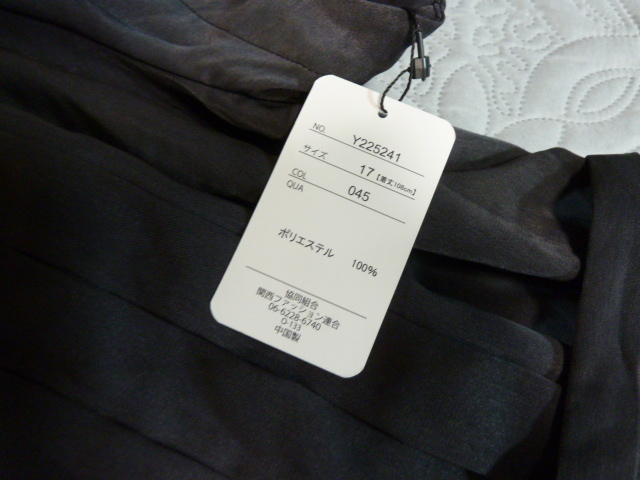 NO. Y225241
サイズ 17【着丈108cm】
COL 045
QUA
ポリエステル 100%
協同組合
関西ファッション連合
06-6228-6740
O-133
中国製